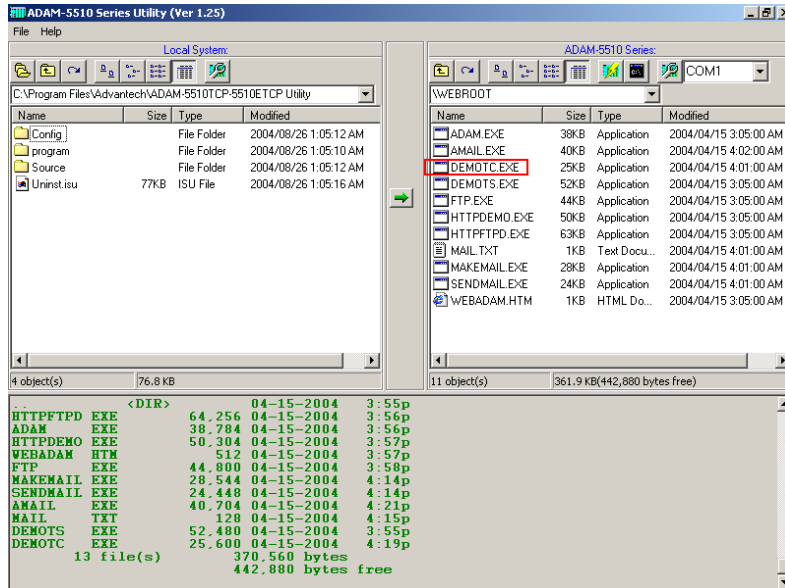 ADAM-5510 Series Utility (Ver 1.25)
File Help
Local System:
C:\Program Files\Advantech\ADAM-5510TCP-5510ETCP Utility
Name Size Type Modified
Config File Folder 2004/08/26 1:05:12 AM
program File Folder 2004/08/26 1:05:10 AM
Source File Folder 2004/08/26 1:05:12 AM
Uninst.isu 77KB ISU File 2004/08/26 1:05:16 AM
4 object(s) 76.8 KB
ADAM-5510 Series:
COM1
\WEBROOT
Name Size Type Modified
ADAM.EXE 38KB Application 2004/04/15 3:05:00 AM
AMAIL.EXE 40KB Application 2004/04/15 4:02:00 AM
DEMOTC.EXE 25KB Application 2004/04/15 4:01:00 AM
DEMOTS.EXE 52KB Application 2004/04/15 3:05:00 AM
FTP.EXE 44KB Application 2004/04/15 3:05:00 AM
HTTPDEMO.EXE 50KB Application 2004/04/15 3:05:00 AM
HTTPFTPD.EXE 63KB Application 2004/04/15 3:05:00 AM
MAIL.TXT 1KB Text Docu... 2004/04/15 4:01:00 AM
MAKEMAIL.EXE 28KB Application 2004/04/15 4:01:00 AM
SENDMAIL.EXE 24KB Application 2004/04/15 4:01:00 AM
WEBADAM.HTM 1KB HTML Do... 2004/04/15 3:05:00 AM
11 object(s) 361.9 KB(442,880 bytes free)
.. <DIR> 04-15-2004 3:55p
HTTPFTPD EXE 64,256 04-15-2004 3:56p
ADAM EXE 38,784 04-15-2004 3:56p
HTTPDEMO EXE 50,304 04-15-2004 3:57p
WEBADAM HTM 512 04-15-2004 3:57p
FTP EXE 44,800 04-15-2004 3:58p
MAKEMAIL EXE 28,544 04-15-2004 4:14p
SENDMAIL EXE 24,448 04-15-2004 4:14p
AMAIL EXE 40,704 04-15-2004 4:21p
MAIL TXT 128 04-15-2004 4:15p
DEMOTS EXE 52,480 04-15-2004 3:55p
DEMOTC EXE 25,600 04-15-2004 4:19p
13 file(s) 370,560 bytes
442,880 bytes free